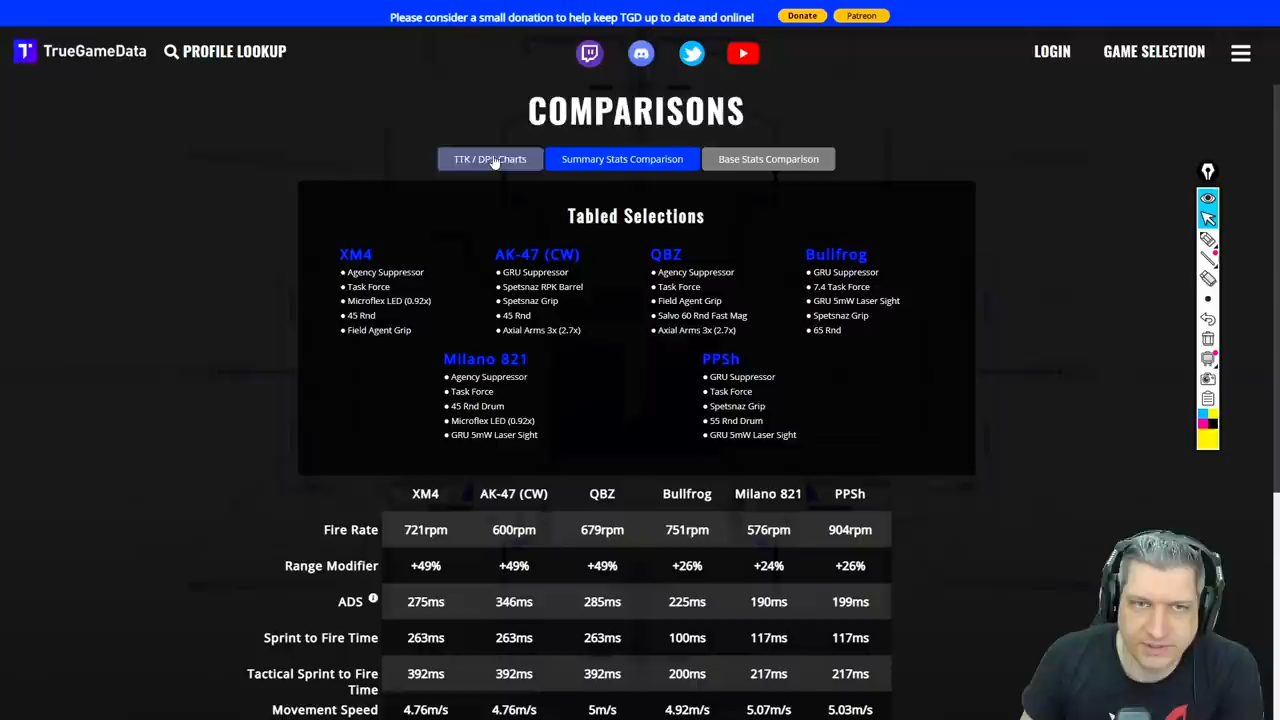 Please consider a small donation to help keep TGD up to date and online! Donate Patreon
TrueGameData PROFILE LOOKUP LOGIN GAME SELECTION
COMPARISONS
TTK / DPS Charts Summary Stats Comparison Base Stats Comparison
Tabled Selections
XM4 AK-47 (CW) QBZ Bullfrog
● Agency Suppressor ● GRU Suppressor ● Agency Suppressor ● GRU Suppressor
● Task Force ● Spetsnaz RPK Barrel ● Task Force ● 7.4 Task Force
● Microflex LED (0.92x) ● Spetsnaz Grip ● Field Agent Grip ● GRU 5mW Laser Sight
● 45 Rnd ● 45 Rnd ● Salvo 60 Rnd Fast Mag ● Spetsnaz Grip
● Field Agent Grip ● Axial Arms 3x (2.7x) ● Axial Arms 3x (2.7x) ● 65 Rnd
Milano 821 PPSh
● Agency Suppressor ● GRU Suppressor
● Task Force ● Task Force
● 45 Rnd Drum ● Spetsnaz Grip
● Microflex LED (0.92x) ● 55 Rnd Drum
● GRU 5mW Laser Sight ● GRU 5mW Laser Sight
XM4 AK-47 (CW) QBZ Bullfrog Milano 821 PPSh
Fire Rate 721rpm 600rpm 679rpm 751rpm 576rpm 904rpm
Range Modifier +49% +49% +49% +26% +24% +26%
ADS 275ms 346ms 285ms 225ms 190ms 199ms
Sprint to Fire Time 263ms 263ms 263ms 100ms 117ms 117ms
Tactical Sprint to Fire Time 392ms 392ms 392ms 200ms 217ms 217ms
Movement Speed 4.76m/s 4.76m/s 5m/s 4.92m/s 5.07m/s 5.03m/s